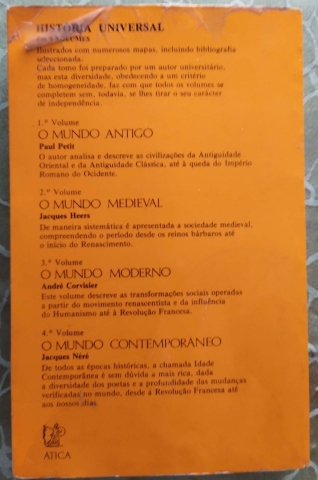 HISTÓRIA UNIVERSAL
EM 4 VOLUMES
Ilustrados com numerosos mapas, incluindo bibliografia
selecionada.
Cada tomo foi preparado por um autor universitário,
mas esta diversidade, obedecendo a um critério
de homogeneidade, faz com que todos os volumes se
completem sem, todavia, se lhes tirar o seu carácter
de independência.
1.º Volume
O MUNDO ANTIGO
Paul Petit
O autor analisa e descreve as civilizações da Antiguidade
Oriental e da Antiguidade Clássica, até à queda do Império
Romano do Ocidente.
2.º Volume
O MUNDO MEDIEVAL
Jacques Heers
De maneira sistemática é apresentada a sociedade medieval,
compreendendo o período desde os reinos bárbaros até
o início do Renascimento.
3.º Volume
O MUNDO MODERNO
André Corvisier
Este volume descreve as transformações sociais operadas
a partir do movimento renascentista e da influência
do Humanismo até à Revolução Francesa.
4.º Volume
O MUNDO CONTEMPORÂNEO
Jacques Néré
De todas as épocas históricas, a chamada Idade
Contemporânea é sem dúvida a mais rica, dada
a diversidade dos poetas e a profundidade das mudanças
verificadas no mundo, desde á Revolução Francesa até
aos nossos dias.
ATICA